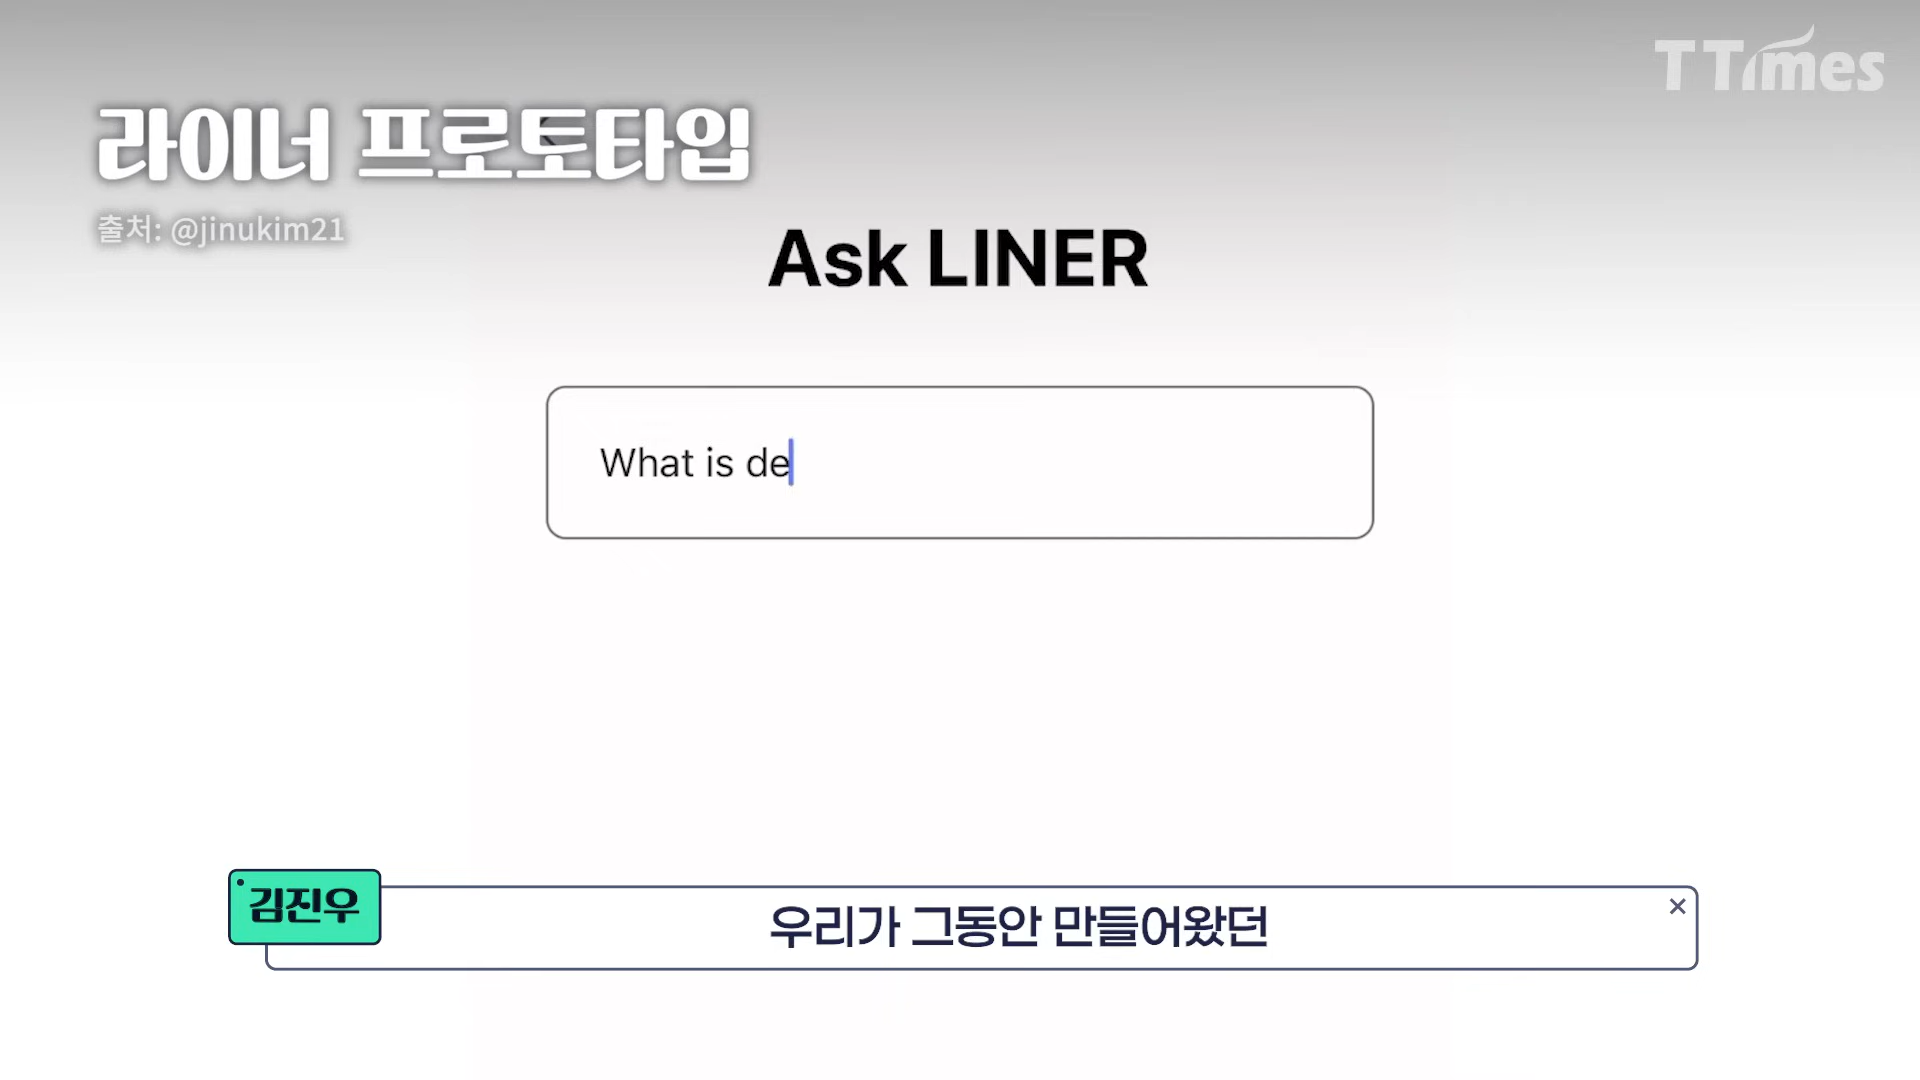 TTimes
라이너 프로토타입
출처: @jinukim21
Ask LINER
What is de
김진우
우리가 그동안 만들어왔던